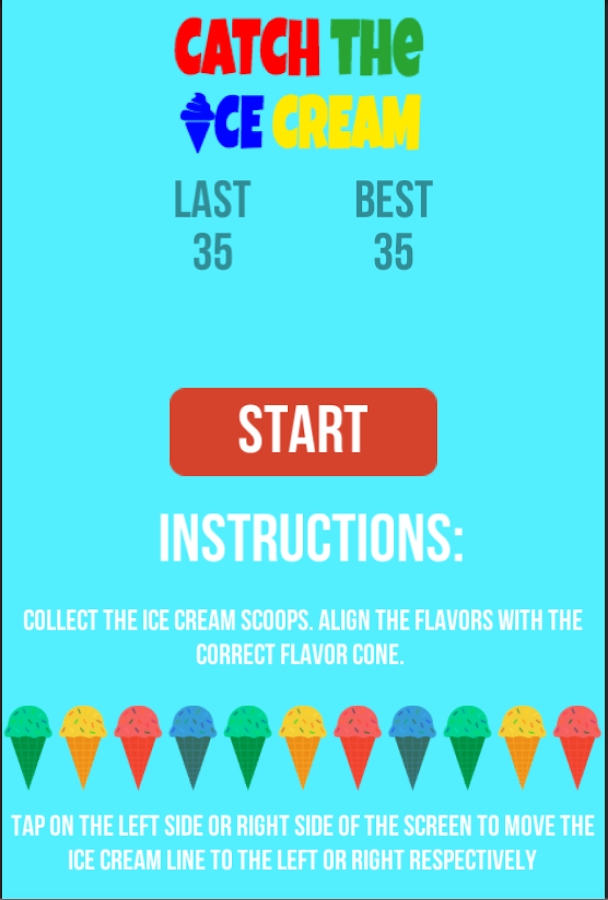 CATCH The
ICE CREAM
LAST BEST
35 35
START
INSTRUCTIONS:
COLLECT THE ICE CREAM SCOOPS. ALIGN THE FLAVORS WITH THE
CORRECT FLAVOR CONE.
TAP ON THE LEFT SIDE OR RIGHT SIDE OF THE SCREEN TO MOVE THE
ICE CREAM LINE TO THE LEFT OR RIGHT RESPECTIVELY